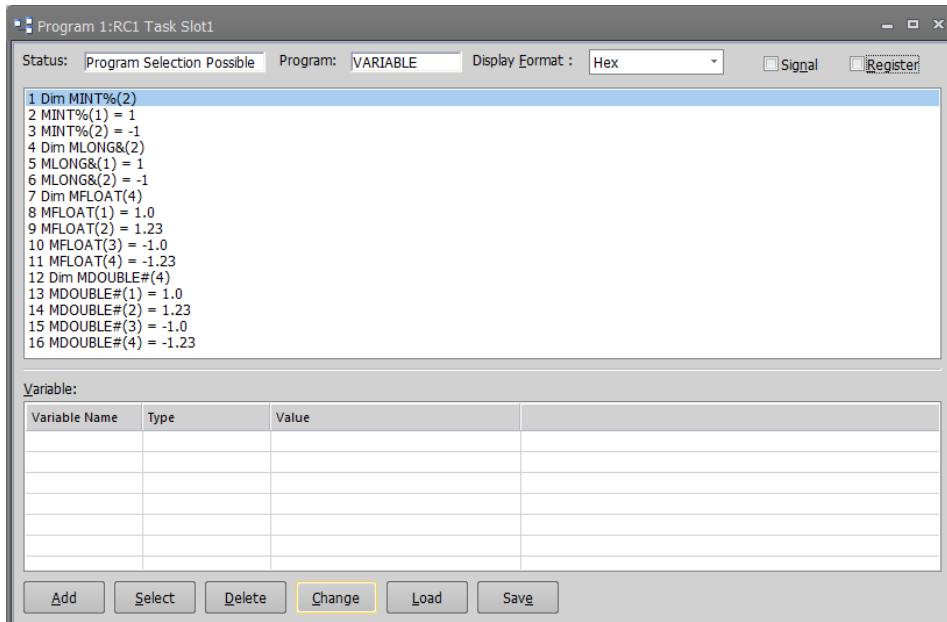 Program 1:RC1 Task Slot1
Status: Program Selection Possible Program: VARIABLE Display Format : Hex Signal Register
1 Dim MINT%(2)
2 MINT%(1) = 1
3 MINT%(2) = -1
4 Dim MLONG&(2)
5 MLONG&(1) = 1
6 MLONG&(2) = -1
7 Dim MFLOAT(4)
8 MFLOAT(1) = 1.0
9 MFLOAT(2) = 1.23
10 MFLOAT(3) = -1.0
11 MFLOAT(4) = -1.23
12 Dim MDOUBLE#(4)
13 MDOUBLE#(1) = 1.0
14 MDOUBLE#(2) = 1.23
15 MDOUBLE#(3) = -1.0
16 MDOUBLE#(4) = -1.23
Variable:
Variable Name Type Value
Add Select Delete Change Load Save